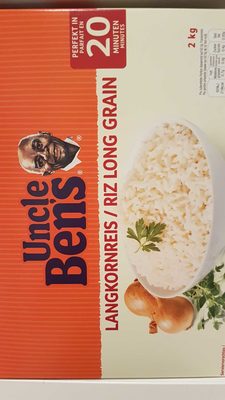 PERFEKT IN
PARFAIT EN
20
MINUTEN
MINUTES
Uncle
BEN'S
®
LANGKORNREIS / RIZ LONG GRAIN
2 kg